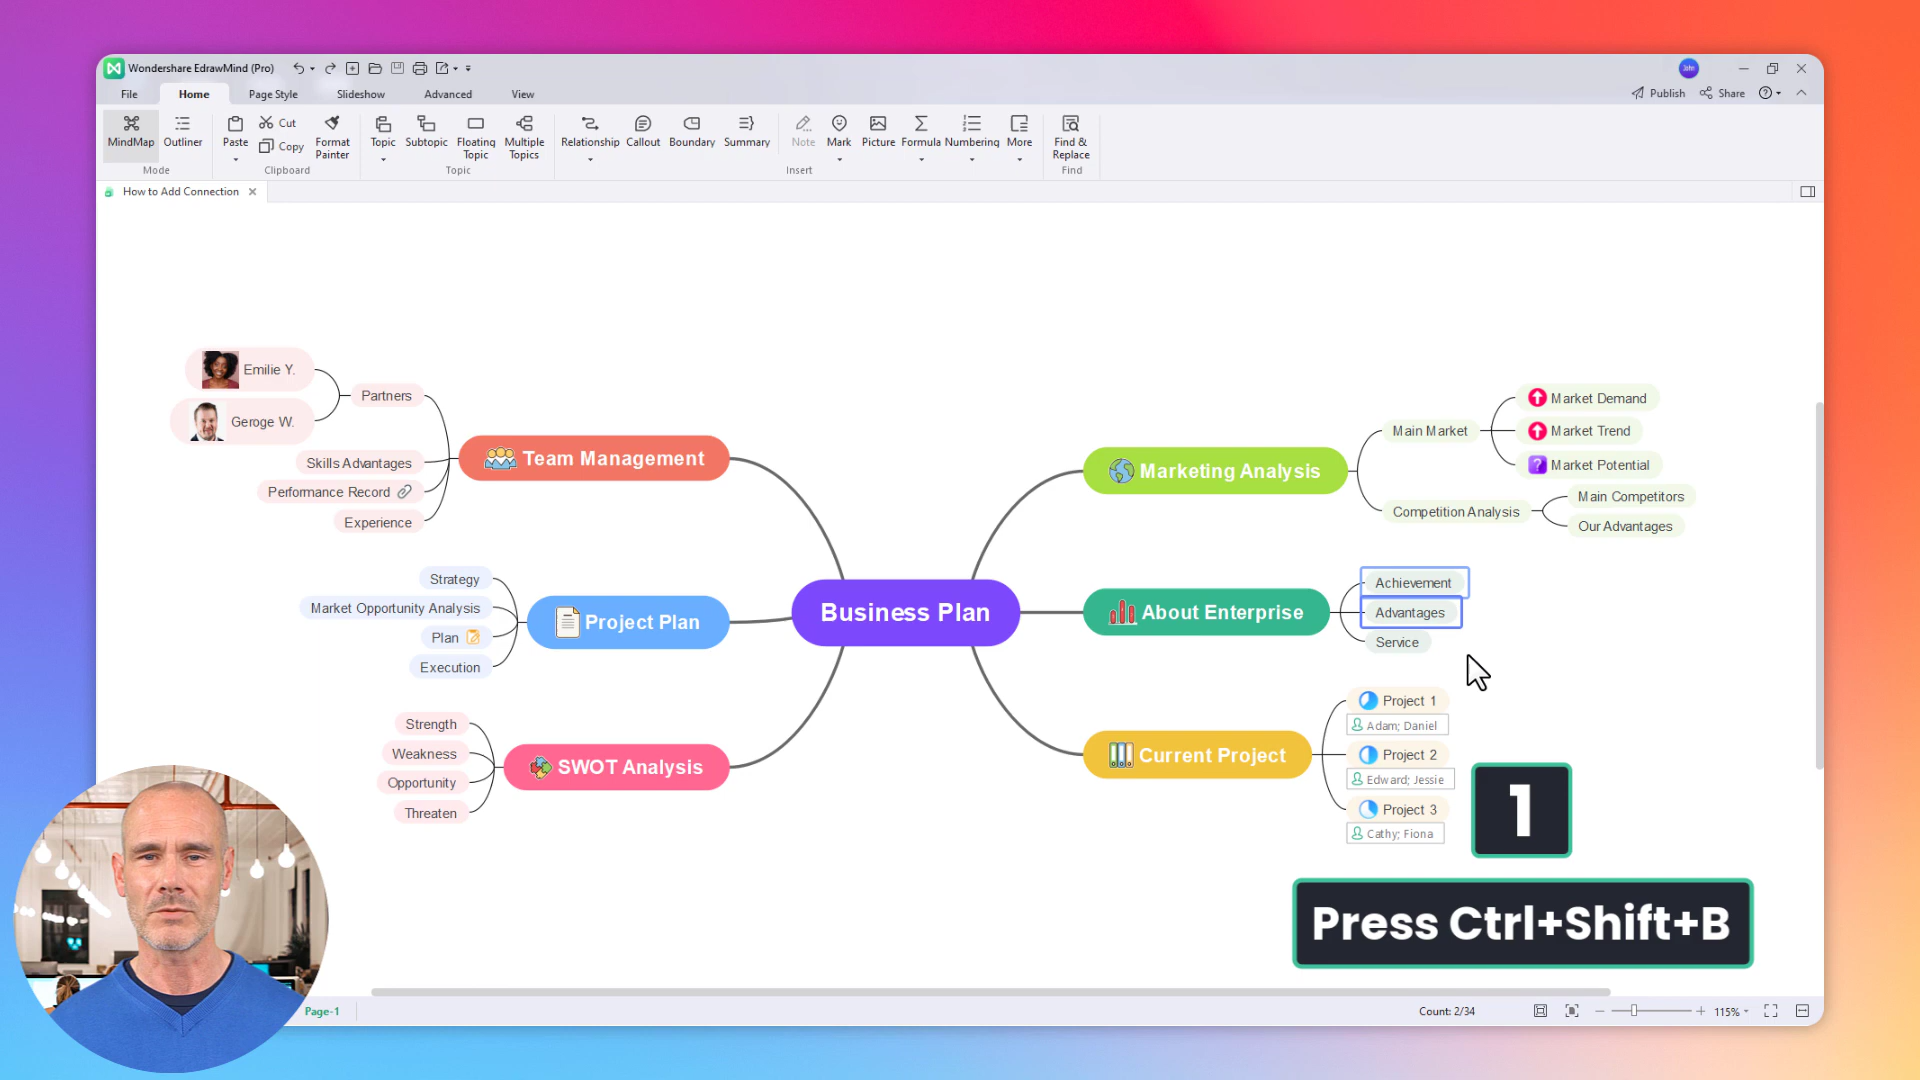 Wondershare EdrawMind (Pro)
John
File
Home
Page Style
Slideshow
Advanced
View
Publish
Share
MindMap
Outliner
Mode
Paste
Cut
Copy
Format Painter
Clipboard
Topic
Subtopic
Floating Topic
Multiple Topics
Topic
Relationship
Callout
Boundary
Summary
Note
Mark
Picture
Formula
Numbering
More
Insert
Find & Replace
Find
How to Add Connection
Emilie Y.
Geroge W.
Partners
Skills Advantages
Performance Record
Experience
Team Management
Strategy
Market Opportunity Analysis
Plan
Execution
Project Plan
Strength
Weakness
Opportunity
Threaten
SWOT Analysis
Business Plan
Marketing Analysis
Main Market
Market Demand
Market Trend
? Market Potential
Competition Analysis
Main Competitors
Our Advantages
About Enterprise
Achievement
Advantages
Service
Current Project
Project 1
Adam; Daniel
Project 2
Edward; Jessie
Project 3
Cathy; Fiona
1
Press Ctrl+Shift+B
Page-1
Count: 2/34
115%